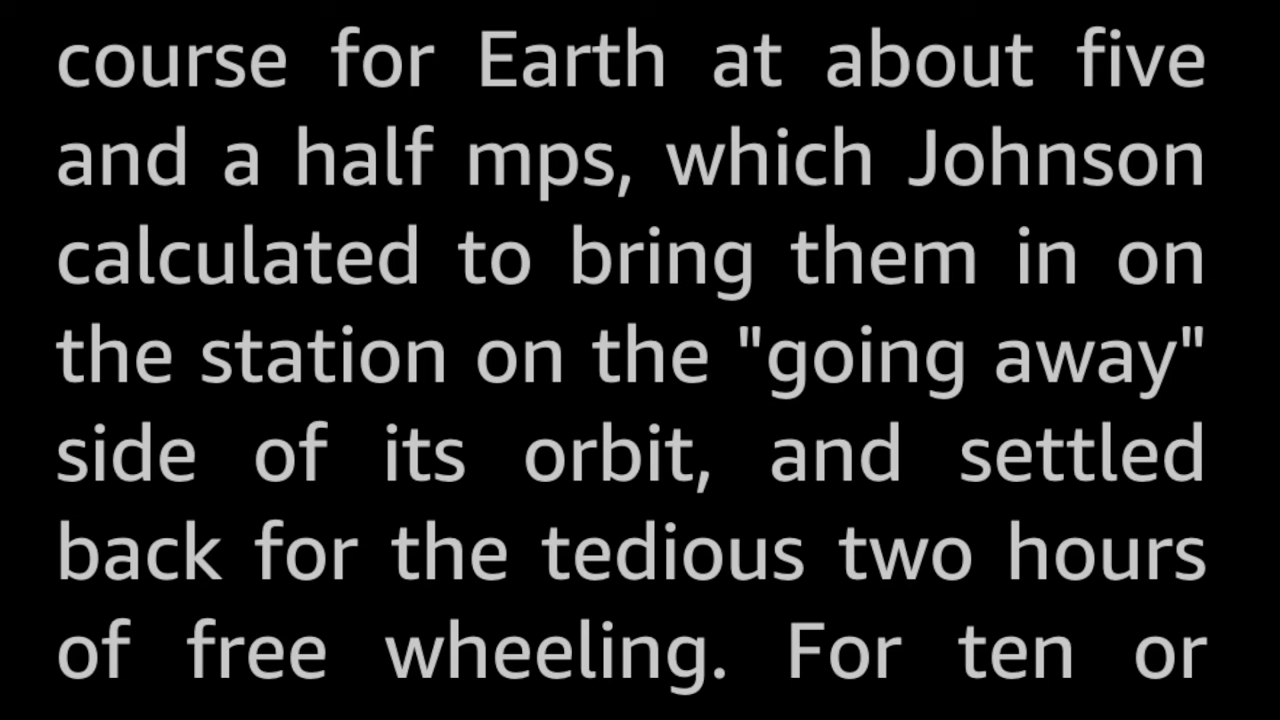 course for Earth at about five
and a half mps, which Johnson
calculated to bring them in on
the station on the "going away"
side of its orbit, and settled
back for the tedious two hours
of free wheeling. For ten or